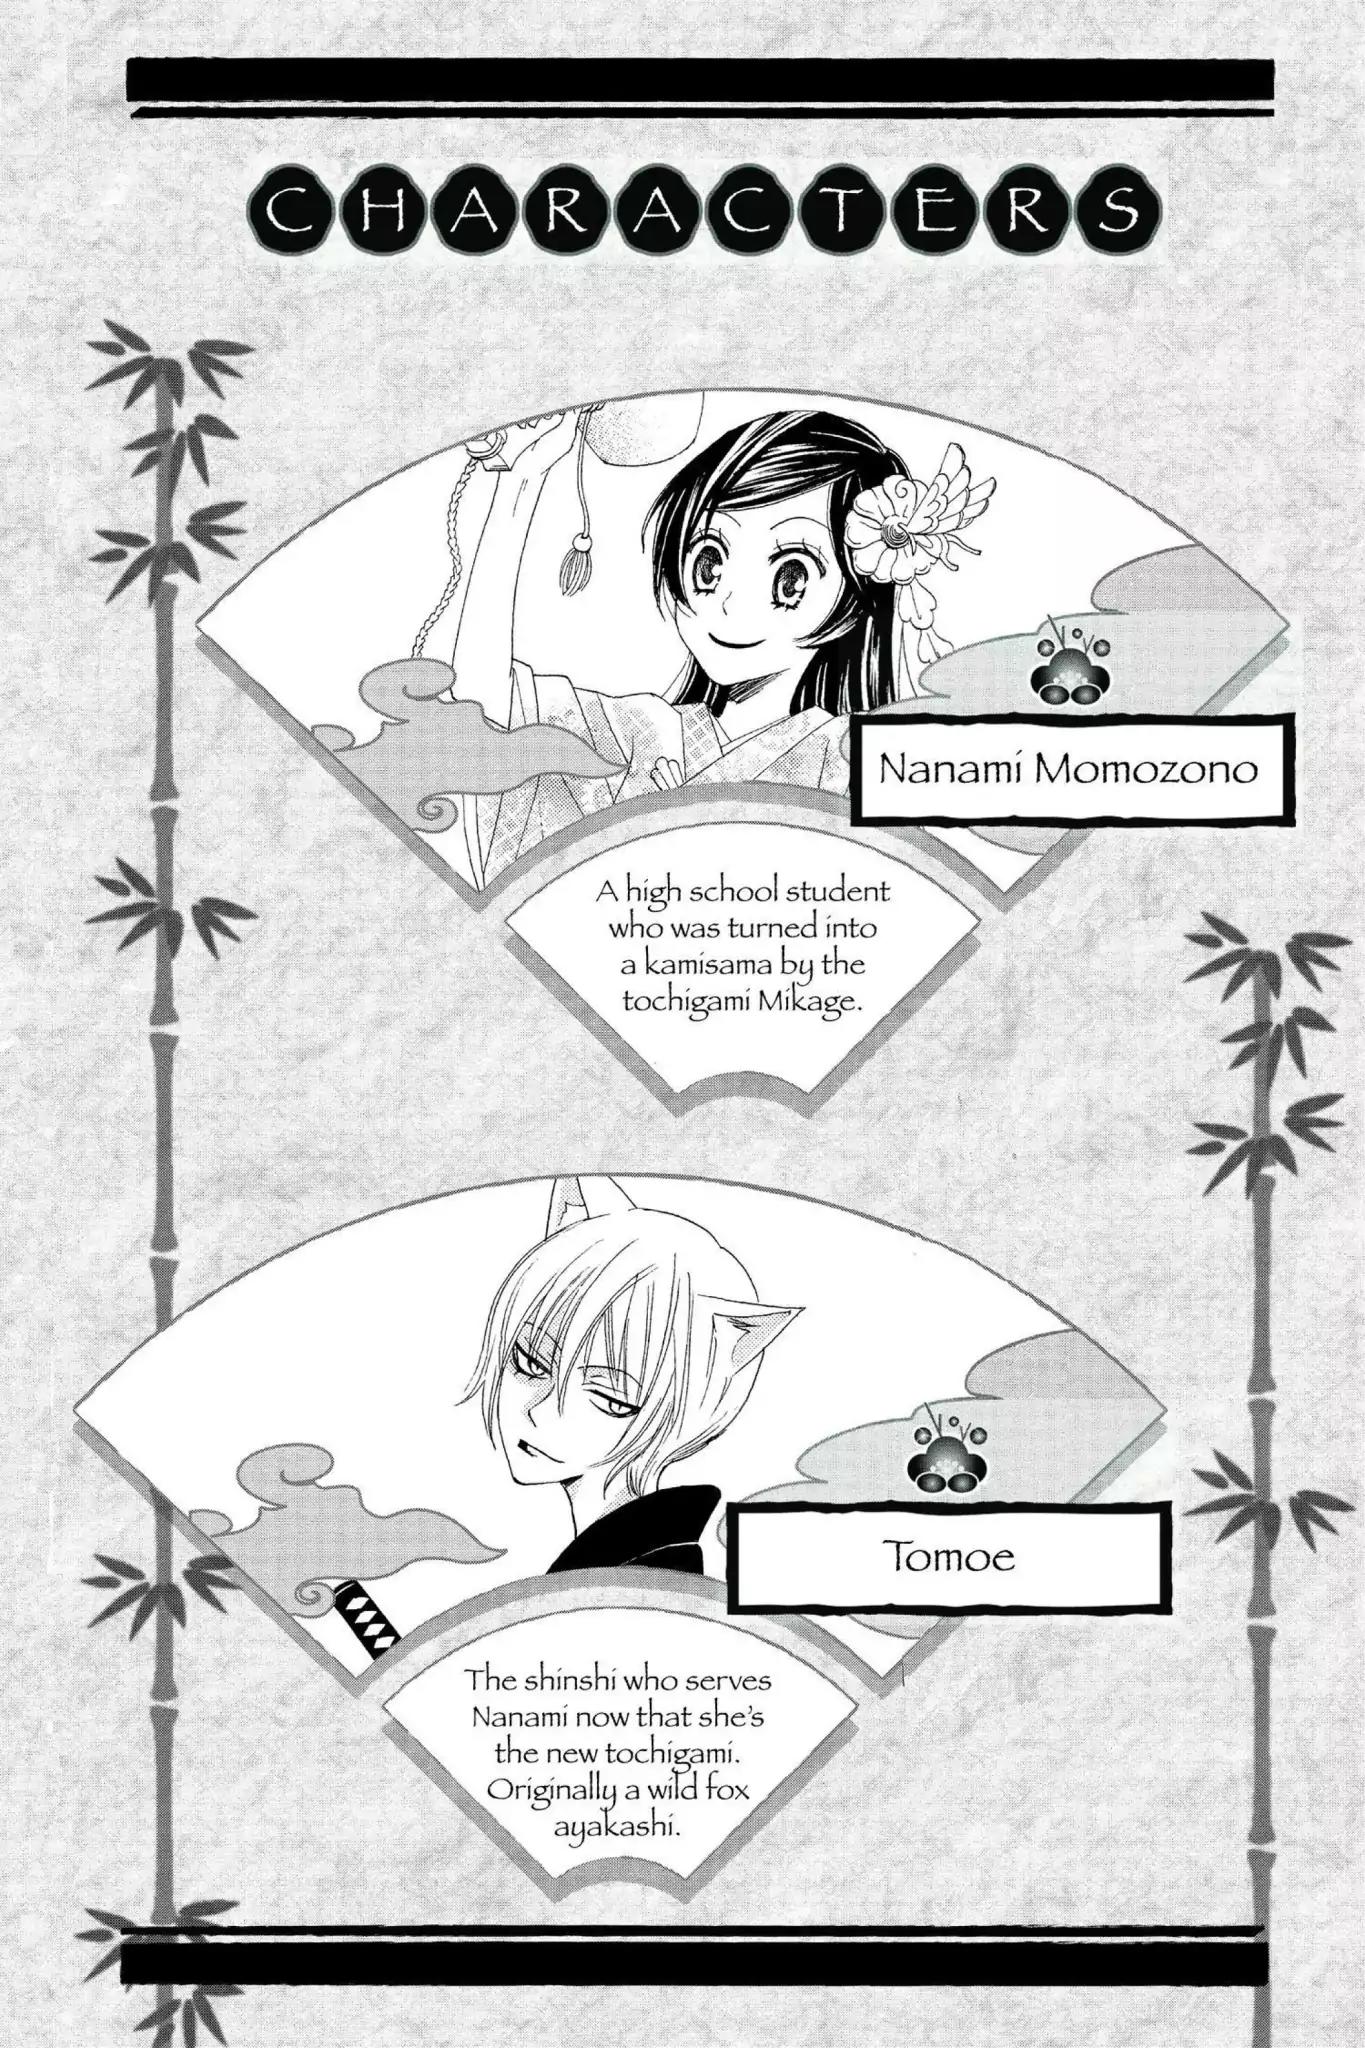 CHARACTERS
Nanami Momozono
A high school student
who was turned into
a kamisama by the
tochigami Mikage.
Tomoe
The shinshi who serves
Nanami now that she's
the new tochigami.
Originally a wild fox
ayakashi.